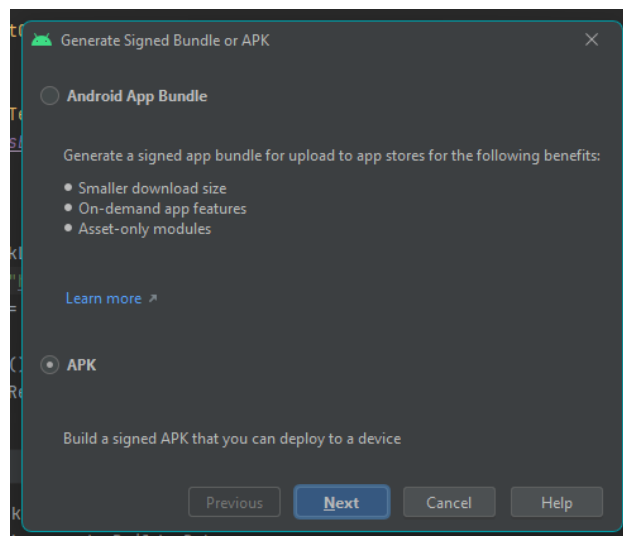 Generate Signed Bundle or APK
Android App Bundle
Generate a signed app bundle for upload to app stores for the following benefits:
Smaller download size
On-demand app features
Asset-only modules
Learn more
APK
Build a signed APK that you can deploy to a device
Previous Next Cancel Help